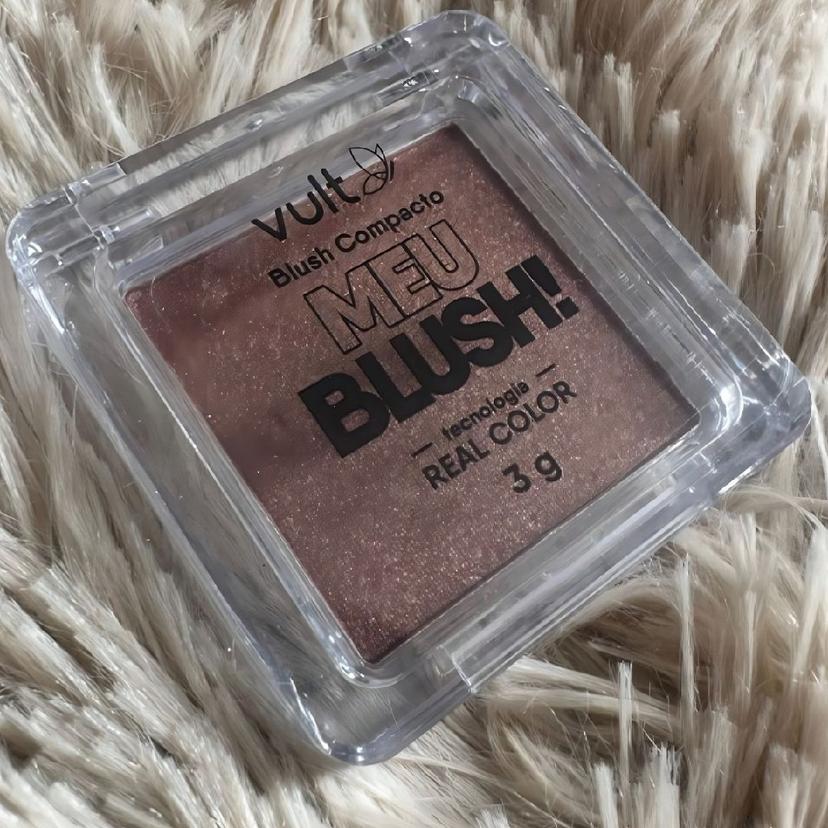 vult
Blush Compacto
MEU
BLUSH!
tecnologia
REAL COLOR
3 g